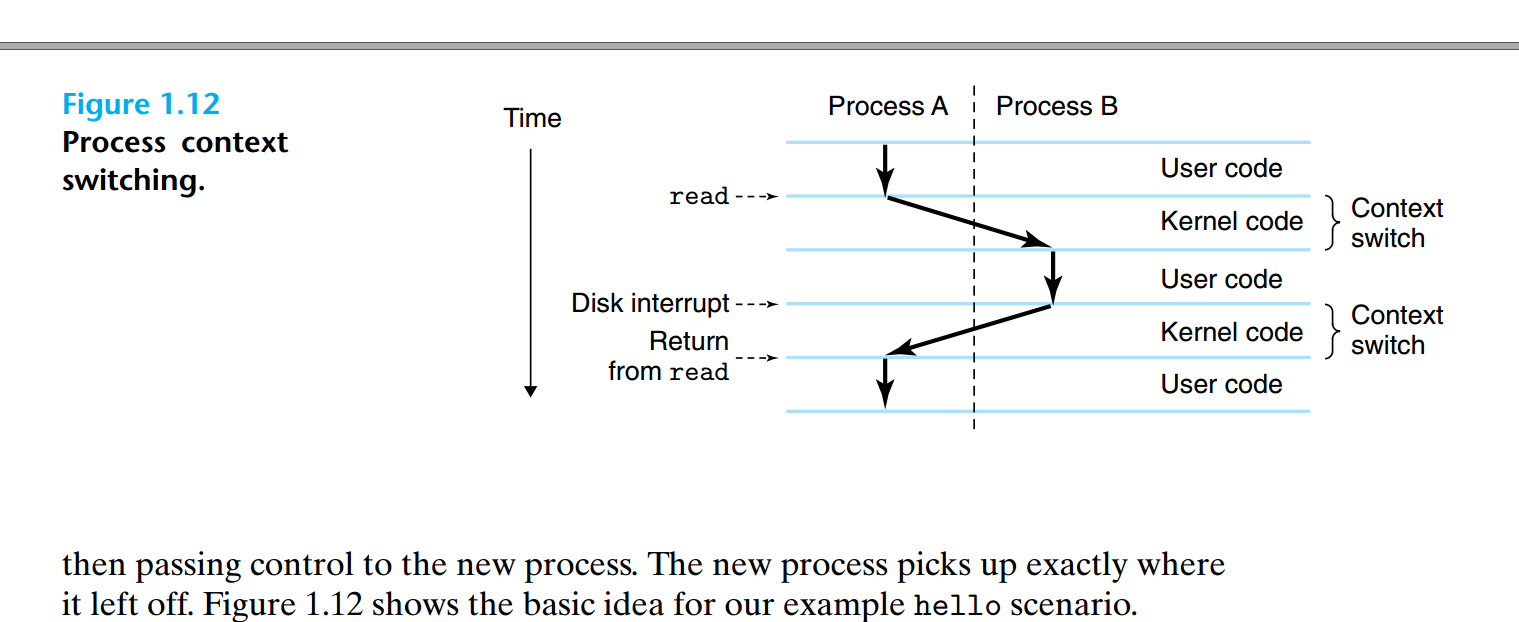 Figure 1.12
Process context
switching.
Time
Process A
Process B
User code
read
Kernel code
Context
switch
User code
Disk interrupt
Kernel code
Context
switch
Return
from read
User code
then passing control to the new process. The new process picks up exactly where
it left off. Figure 1.12 shows the basic idea for our example hello scenario.